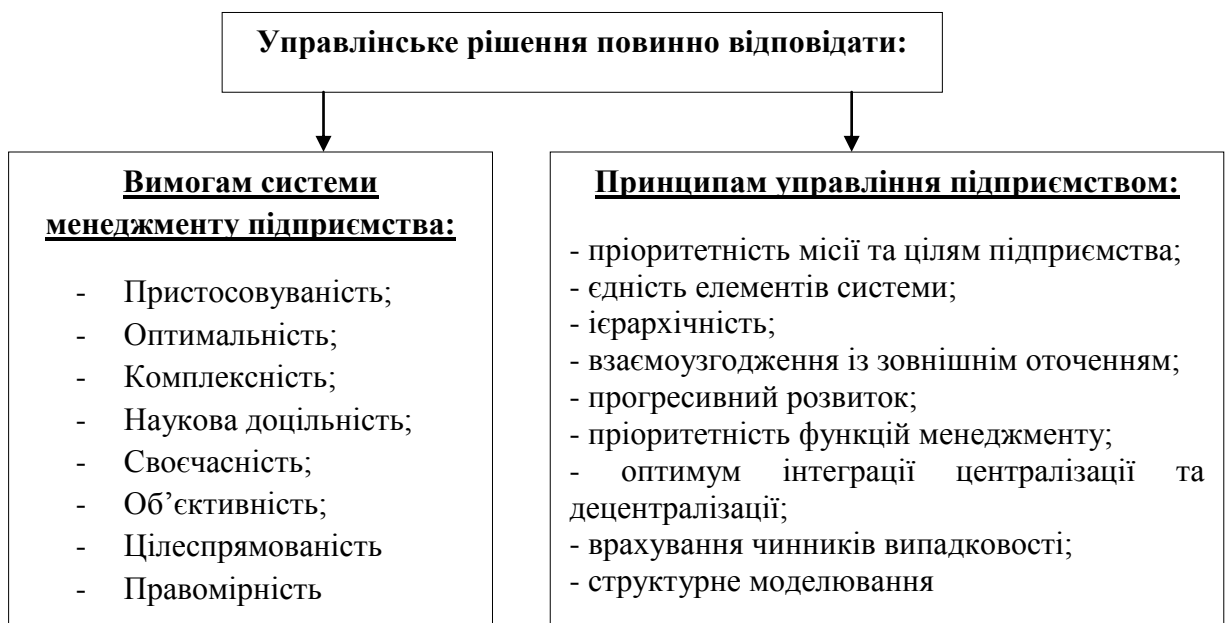 Управлінське рішення повинно відповідати:
Вимогам системи
менеджменту підприємства:
- Пристосовуваність;
- Оптимальність;
- Комплексність;
- Наукова доцільність;
- Своєчасність;
- Об’єктивність;
- Цілеспрямованість
- Правомірність
Принципам управління підприємством:
- пріоритетність місії та цілям підприємства;
- єдність елементів системи;
- ієрархічність;
- взаємоузгодження із зовнішнім оточенням;
- прогресивний розвиток;
- пріоритетність функцій менеджменту;
- оптимум інтеграції централізації та
децентралізації;
- врахування чинників випадковості;
- структурне моделювання